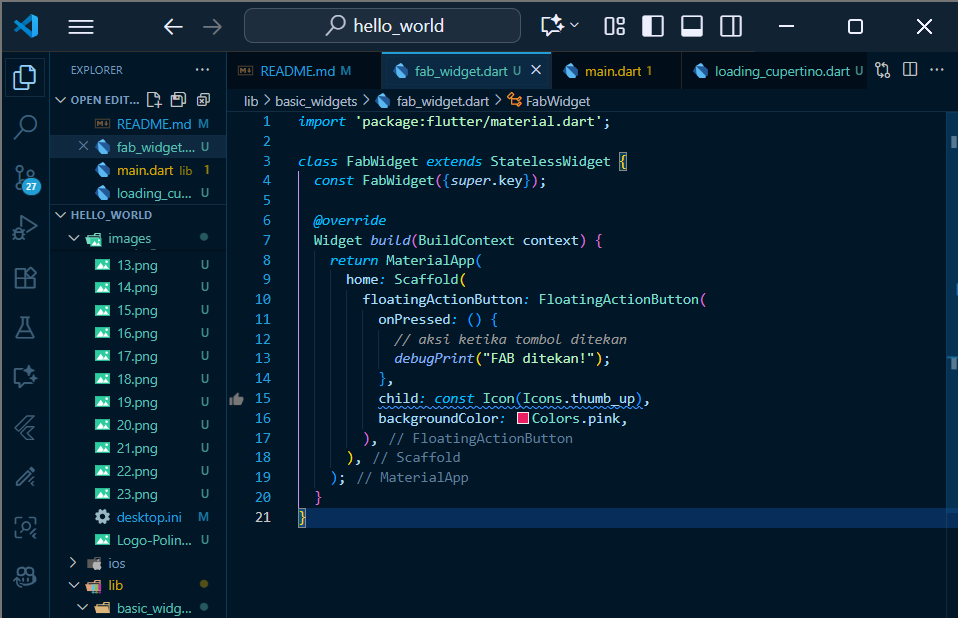 hello_world
EXPLORER
OPEN EDIT...
README.md M
fab_widget.... U
main.dart lib 1
loading_cu... U
27
HELLO_WORLD
images
13.png U
14.png U
15.png U
16.png U
17.png U
18.png U
19.png U
20.png U
21.png U
22.png U
23.png U
desktop.ini M
Logo-Polin... U
ios
lib
basic_widg...
README.md M
fab_widget.dart U
main.dart 1
loading_cupertino.dart U
lib > basic_widgets > fab_widget.dart > FabWidget
1 import 'package:flutter/material.dart';
2
3 class FabWidget extends StatelessWidget {
4 const FabWidget({super.key});
5
6 @override
7 Widget build(BuildContext context) {
8 return MaterialApp(
9 home: Scaffold(
10 floatingActionButton: FloatingActionButton(
11 onPressed: () {
12 // aksi ketika tombol ditekan
13 debugPrint("FAB ditekan!");
14 },
15 child: const Icon(Icons.thumb_up),
16 backgroundColor: Colors.pink,
17 ), // FloatingActionButton
18 ), // Scaffold
19 ); // MaterialApp
20 }
21 }